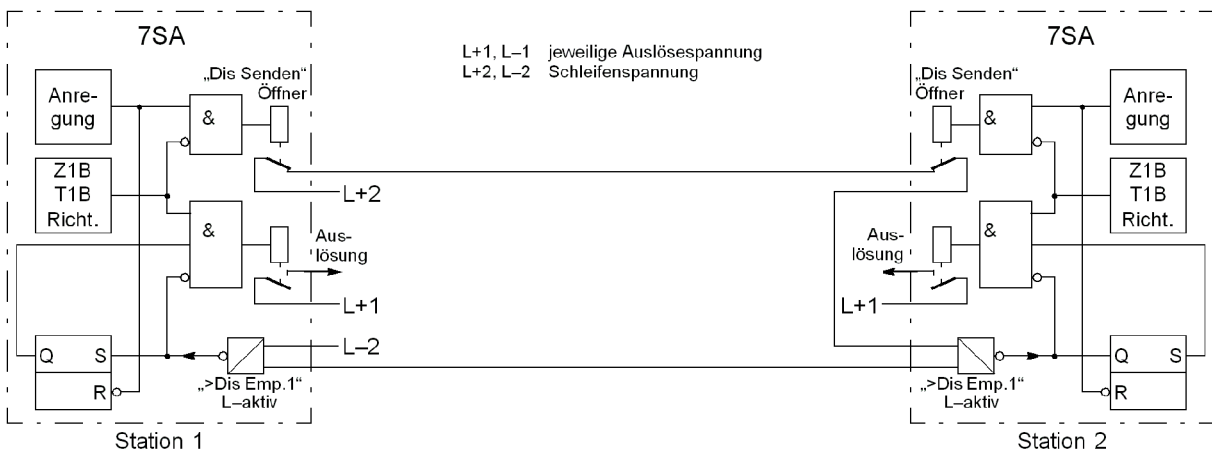 7SA
7SA
L+1, L–1 jeweilige Auslösespannung
L+2, L–2 Schleifenspannung
„Dis Senden“
Öffner
„Dis Senden“
Öffner
Anre-
gung
&
&
Anre-
gung
Z1B
T1B
Richt.
Z1B
T1B
Richt.
L+2
&
Aus-
lösung
Aus-
lösung
&
L+1
L+1
L–2
Q S
R
Q S
R
„>Dis Emp.1“
L–aktiv
„>Dis Emp.1“
L–aktiv
Station 1
Station 2